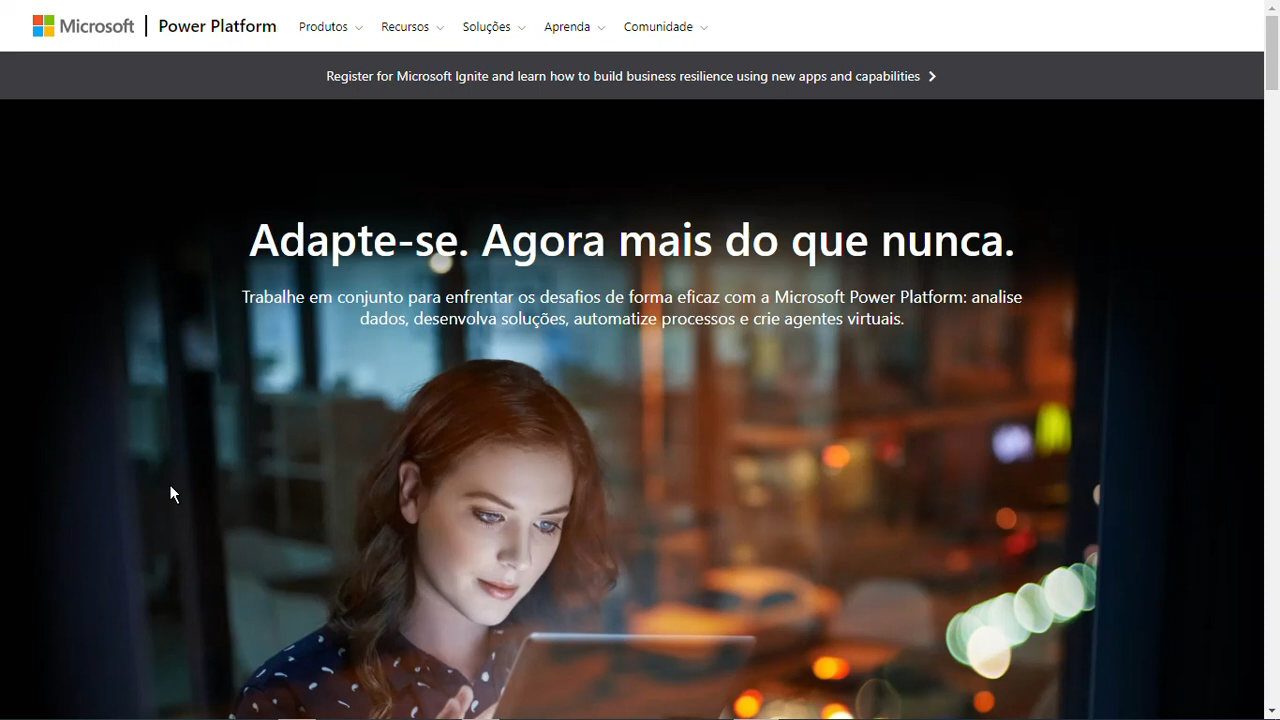 Microsoft | Power Platform Produtos Recursos Soluções Aprenda Comunidade
Register for Microsoft Ignite and learn how to build business resilience using new apps and capabilities
Adapte-se. Agora mais do que nunca.
Trabalhe em conjunto para enfrentar os desafios de forma eficaz com a Microsoft Power Platform: analise
dados, desenvolva soluções, automatize processos e crie agentes virtuais.